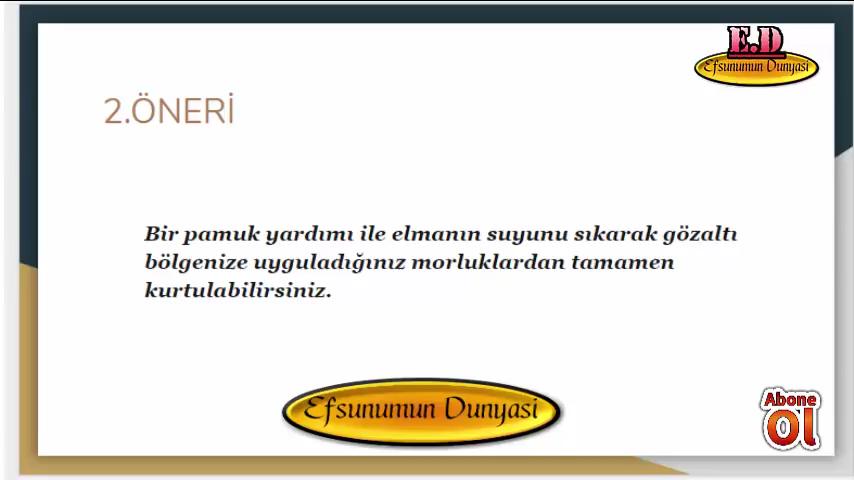 E.D
Efsunumun Dunyasi
2.ÖNERİ
Bir pamuk yardımı ile elmanın suyunu sıkarak gözaltı
bölgenize uyguladığınız morluklardan tamamen
kurtulabilirsiniz.
Efsunumun Dunyasi
Abone
Ol